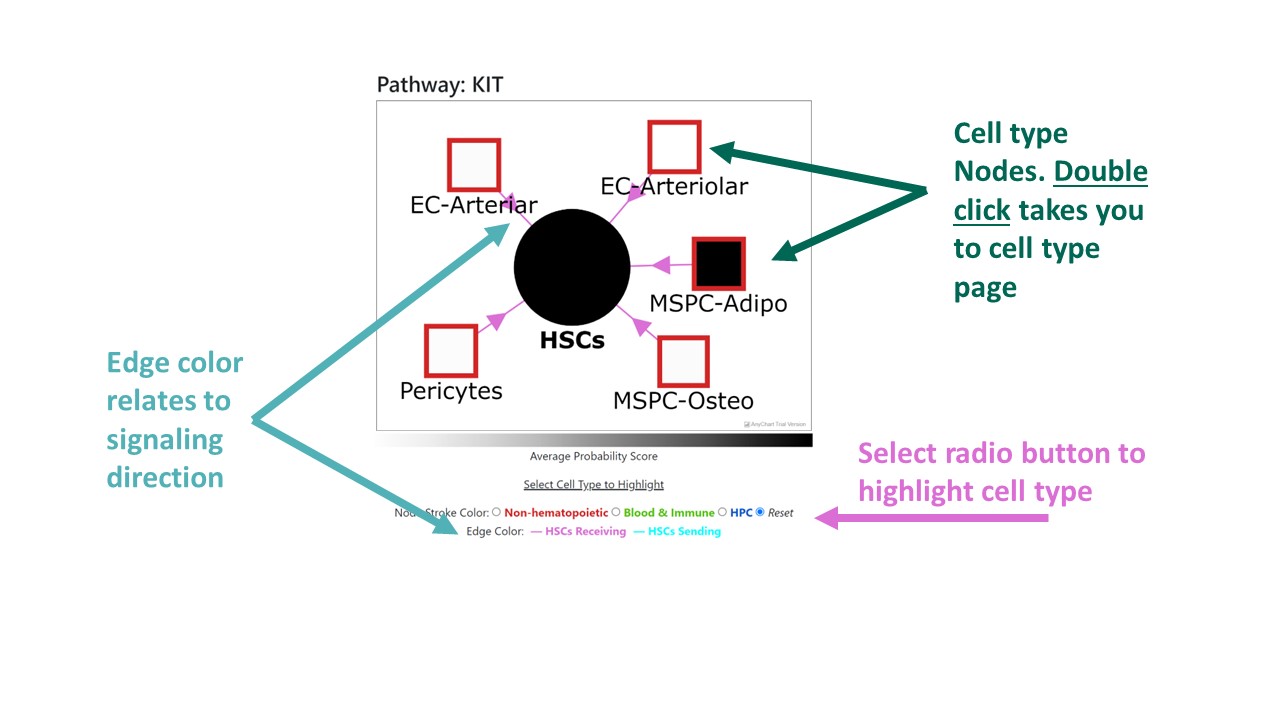 Pathway: KIT
EC-Arteriar
EC-Arteriolar
MSPC-Adipo
HSCs
Pericytes
MSPC-Osteo
AnyChart Trial Version
Average Probability Score
Select Cell Type to Highlight
Node Stroke Color: Non-hematopoietic Blood & Immune HPC Reset
Edge Color: — HSCs Receiving — HSCs Sending
Cell type
Nodes. Double
click takes you
to cell type
page
Edge color
relates to
signaling
direction
Select radio button to
highlight cell type